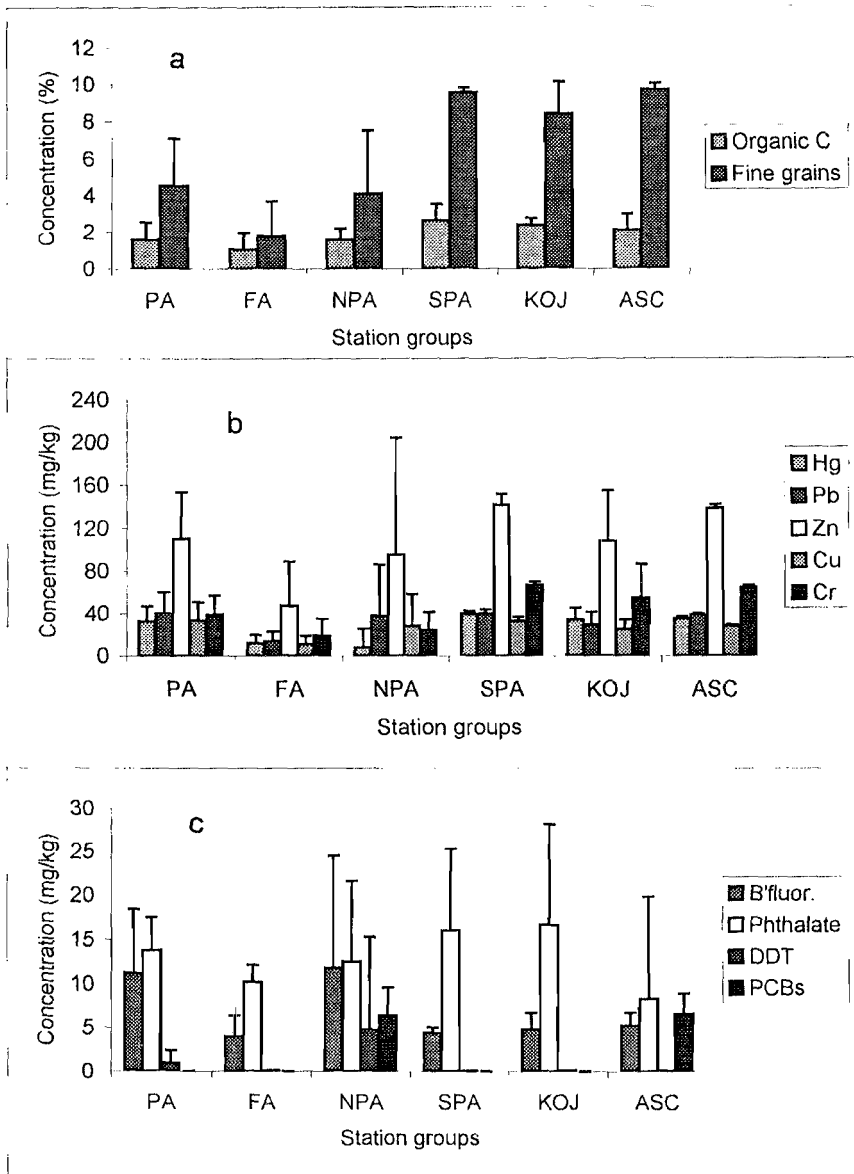 a
12
10
8
6
4
2
0
Concentration (%)
PA FA NPA SPA KOJ ASC
Station groups
Organic C
Fine grains
b
240
200
160
120
80
40
0
Concentration (mg/kg)
PA FA NPA SPA KOJ ASC
Station groups
Hg
Pb
Zn
Cu
Cr
c
30
25
20
15
10
5
0
Concentration (mg/kg)
PA FA NPA SPA KOJ ASC
Station groups
B'fluor.
Phthalate
DDT
PCBs